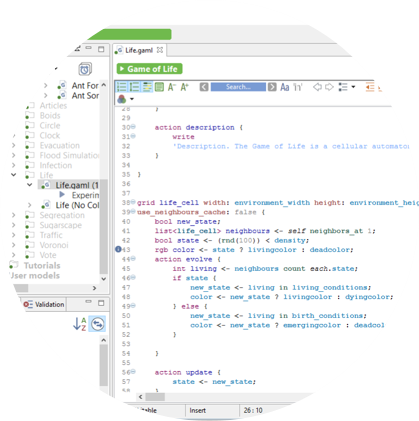 Life.gaml
Game of Life
A+ A- Search... Aa
Ant For
Ant Sor
Articles
Boids
Circle
Clock
Evacuation
Flood Simulatio
Infection
Life
Life.gaml (1
Experim
Life (No Col
Segregation
Sugarscape
Traffic
Voronoi
Vote
Tutorials
User models
Validation
28 }
29
30 action description {
31 write
32 'Description. The Game of Life is a cellular automaton
33 }
34
35 }
36
37
38 grid life_cell width: environment_width height: environment_heig
39 use_neighbours_cache: false {
40 bool new_state;
41 list<life_cell> neighbours <- self neighbors_at 1;
42 bool state <- (rnd(100)) < density;
43 rgb color <- state ? livingcolor : deadcolor;
44 action evolve {
45 int living <- neighbours count each.state;
46 if state {
47 new_state <- living in living_conditions;
48 color <- new_state ? livingcolor : dyingcolor;
49 } else {
50 new_state <- living in birth_conditions;
51 color <- new_state ? emergingcolor : deadcol
52 }
53
54 }
55
56 action update {
57 state <- new_state;
58 }
Insert
26 : 10